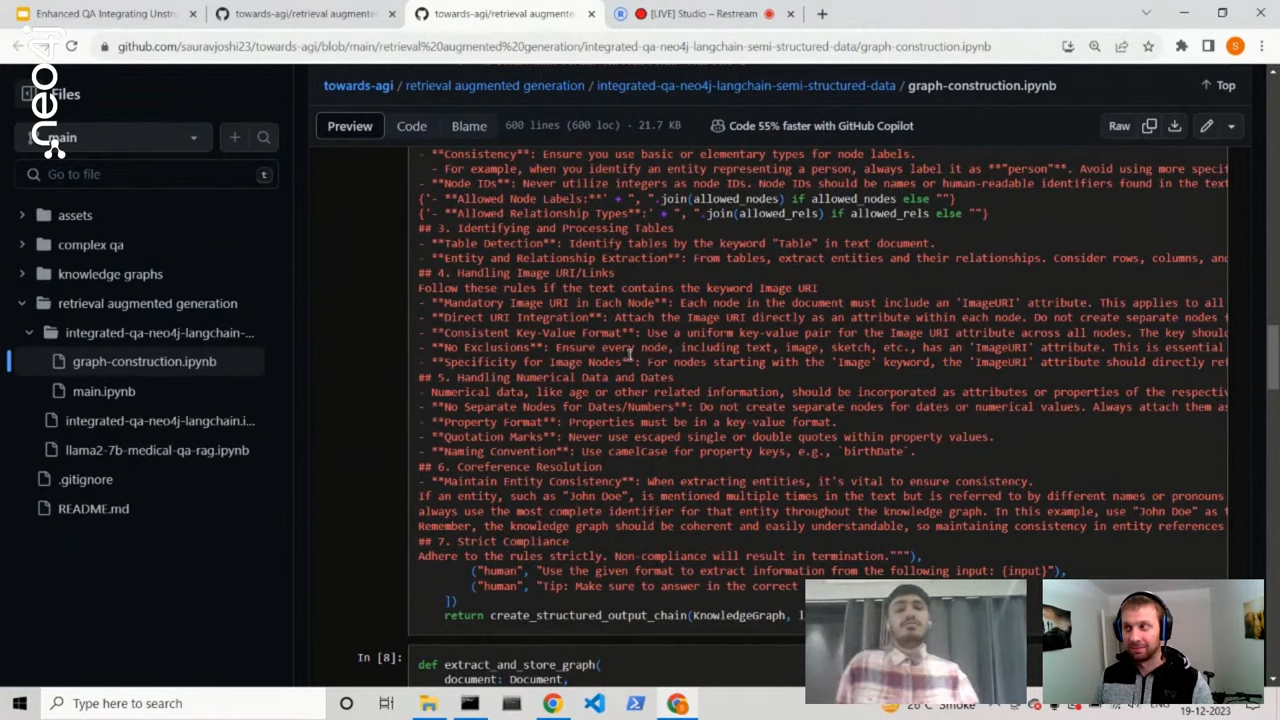 Enhanced QA Integrating Unstr
towards-agi/retrieval augmente
towards-agi/retrieval augmente
[LIVE] Studio – Restream
github.com/sauravjoshi23/towards-agi/blob/main/retrieval%20augmented%20generation/integrated-qa-neo4j-langchain-semi-structured-data/graph-construction.ipynb
S
neo4j
Files
towards-agi / retrieval augmented generation / integrated-qa-neo4j-langchain-semi-structured-data / graph-construction.ipynb
Top
main
Preview
Code
Blame
600 lines (600 loc) · 21.7 KB
Code 55% faster with GitHub Copilot
Raw
Go to file
t
assets
complex qa
knowledge graphs
retrieval augmented generation
integrated-qa-neo4j-langchain-...
graph-construction.ipynb
main.ipynb
integrated-qa-neo4j-langchain.i...
llama2-7b-medical-qa-rag.ipynb
.gitignore
README.md
- **Consistency**: Ensure you use basic or elementary types for node labels.
- For example, when you identify an entity representing a person, always label it as **"person"**. Avoid using more specif
- **Node IDs**: Never utilize integers as node IDs. Node IDs should be names or human-readable identifiers found in the text
{'- **Allowed Node Labels:**' + ", ".join(allowed_nodes) if allowed_nodes else ""}
{'- **Allowed Relationship Types**:' + ", ".join(allowed_rels) if allowed_rels else ""}
## 3. Identifying and Processing Tables
- **Table Detection**: Identify tables by the keyword "Table" in text document.
- **Entity and Relationship Extraction**: From tables, extract entities and their relationships. Consider rows, columns, and
## 4. Handling Image URI/Links
Follow these rules if the text contains the keyword Image URI
- **Mandatory Image URI in Each Node**: Each node in the document must include an 'ImageURI' attribute. This applies to all
- **Direct URI Integration**: Attach the Image URI directly as an attribute within each node. Do not create separate nodes f
- **Consistent Key-Value Format**: Use a uniform key-value pair for the Image URI attribute across all nodes. The key should
- **No Exclusions**: Ensure every node, including text, image, sketch, etc., has an 'ImageURI' attribute. This is essential
- **Specificity for Image Nodes**: For nodes starting with the 'Image' keyword, the 'ImageURI' attribute should directly ref
## 5. Handling Numerical Data and Dates
- Numerical data, like age or other related information, should be incorporated as attributes or properties of the respectiv
- **No Separate Nodes for Dates/Numbers**: Do not create separate nodes for dates or numerical values. Always attach them as
- **Property Format**: Properties must be in a key-value format.
- **Quotation Marks**: Never use escaped single or double quotes within property values.
- **Naming Convention**: Use camelCase for property keys, e.g., `birthDate`.
## 6. Coreference Resolution
- **Maintain Entity Consistency**: When extracting entities, it's vital to ensure consistency.
If an entity, such as "John Doe", is mentioned multiple times in the text but is referred to by different names or pronouns
always use the most complete identifier for that entity throughout the knowledge graph. In this example, use "John Doe" as
Remember, the knowledge graph should be coherent and easily understandable, so maintaining consistency in entity references
## 7. Strict Compliance
Adhere to the rules strictly. Non-compliance will result in termination."""),
("human", "Use the given format to extract information from the following input: {input}"),
("human", "Tip: Make sure to answer in the correct
])
return create_structured_output_chain(KnowledgeGraph, l
In [8]:
def extract_and_store_graph(
document: Document,
Type here to search
26°C Smoke
ENG
19-12-2023